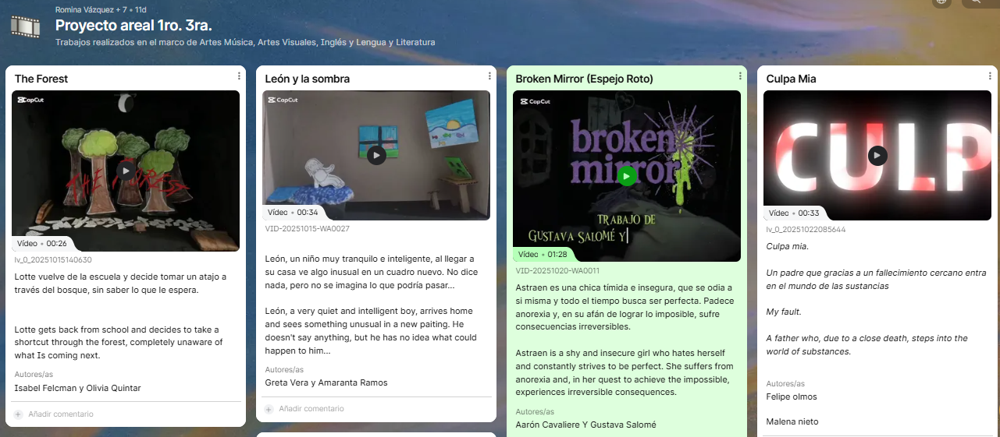 Romina Vázquez + 7 • 11d
Proyecto areal 1ro. 3ra.
Trabajos realizados en el marco de Artes Música, Artes Visuales, Inglés y Lengua y Literatura
The Forest
CapCut
THE FOREST
Vídeo • 00:26
lv_0_20251015140630
Lotte vuelve de la escuela y decide tomar un atajo a
través del bosque, sin saber lo que le espera.
Lotte gets back from school and decides to take a
shortcut through the forest, completely unaware of
what Is coming next.
Autores/as
Isabel Felcman y Olivia Quintar
Añadir comentario
León y la sombra
CapCut
Vídeo • 00:34
VID-20251015-WA0027
León, un niño muy tranquilo e inteligente, al llegar a
su casa ve algo inusual en un cuadro nuevo. No dice
nada, pero no se imagina lo que podría pasar...
León, a very quiet and intelligent boy, arrives home
and sees something unusual in a new paiting. He
doesn't say anything, but he has no idea what could
happen to him...
Autores/as
Greta Vera y Amaranta Ramos
Añadir comentario
Broken Mirror (Espejo Roto)
CapCut
broken
mirror
TRABAJO DE
GUSTAVA SALOMÉ Y
Vídeo • 01:28
VID-20251020-WA0011
Astraen es una chica tímida e insegura, que se odia a
si misma y todo el tiempo busca ser perfecta. Padece
anorexia y, en su afán de lograr lo imposible, sufre
consecuencias irreversibles.
Astraen is a shy and insecure girl who hates herself
and constantly strives to be perfect. She suffers from
anorexia and, in her quest to achieve the impossible,
experiences irreversible consequences.
Autores/as
Aarón Cavaliere Y Gustava Salomé
Culpa Mia
CULP
Vídeo • 00:33
lv_0_20251022085644
Culpa mia.
Un padre que gracias a un fallecimiento cercano entra
en el mundo de las sustancias
My fault.
A father who, due to a close death, steps into the
world of substances.
Autores/as
Felipe olmos
Malena nieto